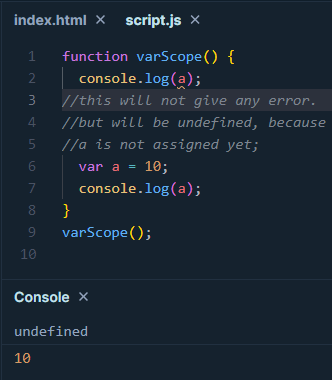 index.html × script.js ×
1 function varScope() {
2 console.log(a);
3 //this will not give any error.
4 //but will be undefined, because
5 //a is not assigned yet;
6 var a = 10;
7 console.log(a);
8 }
9 varScope();
10
Console ×
undefined
10